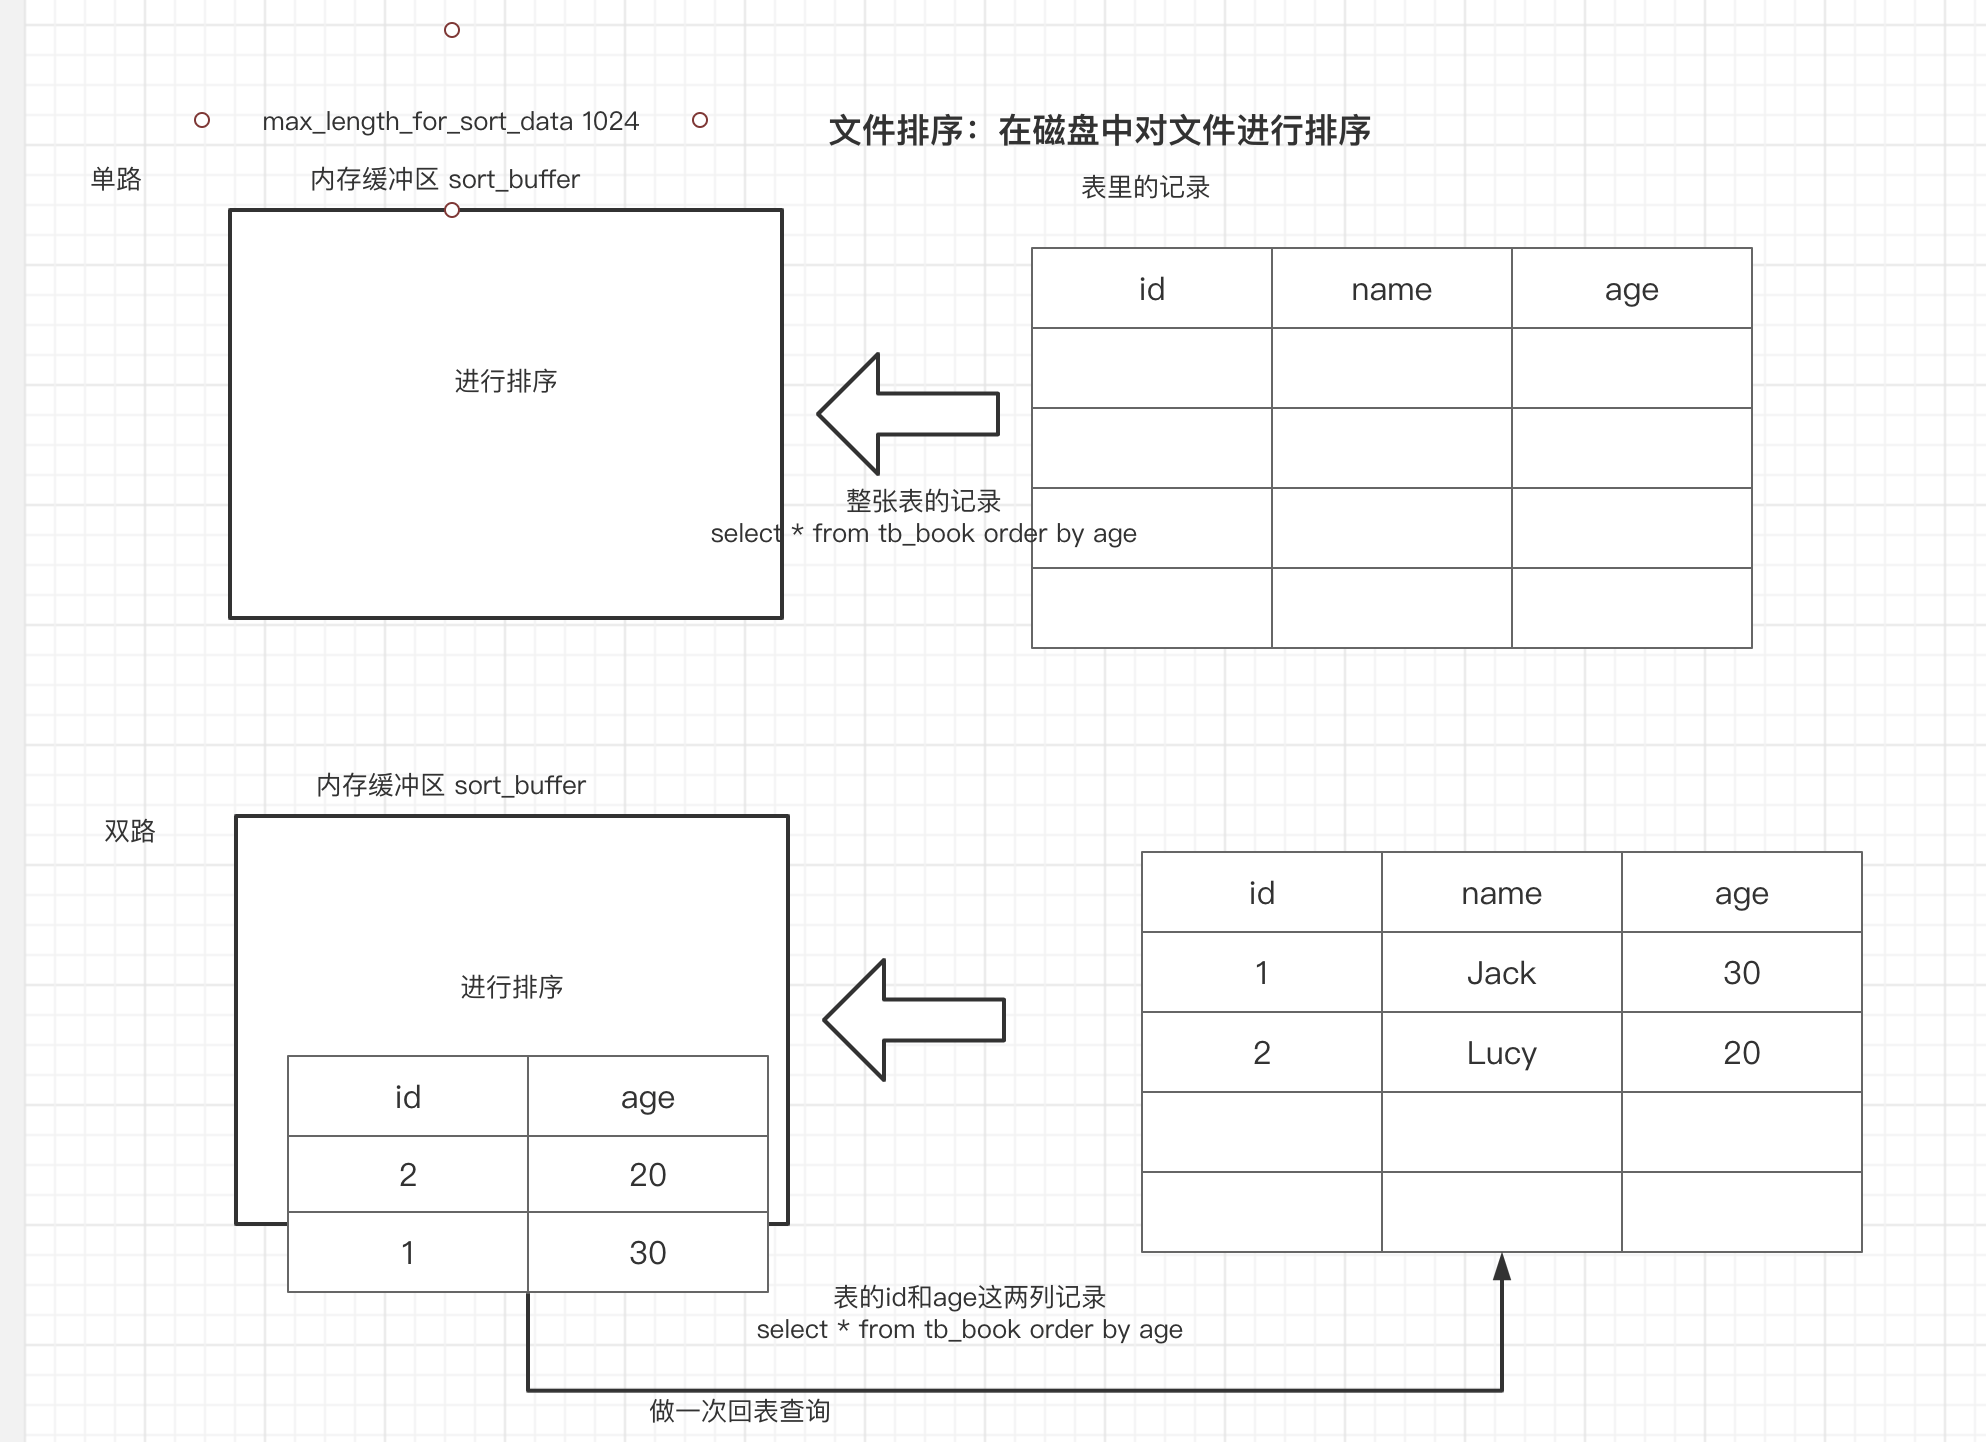 max_length_for_sort_data 1024
文件排序：在磁盘中对文件进行排序
单路
内存缓冲区 sort_buffer
表里的记录
进行排序
id name age
整张表的记录
select * from tb_book order by age
内存缓冲区 sort_buffer
双路
进行排序
id age
2 20
1 30
id name age
1 Jack 30
2 Lucy 20
表的id和age这两列记录
select * from tb_book order by age
做一次回表查询